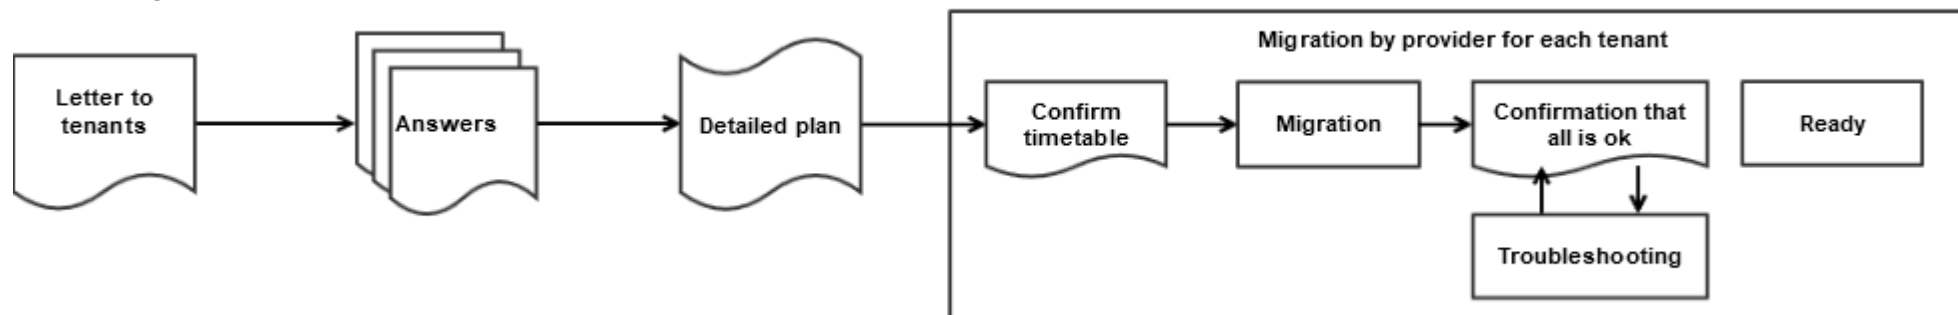 Migration by provider for each tenant
Letter to
tenants
Answers
Detailed plan
Confirm
timetable
Migration
Confirmation that
all is ok
Ready
Troubleshooting